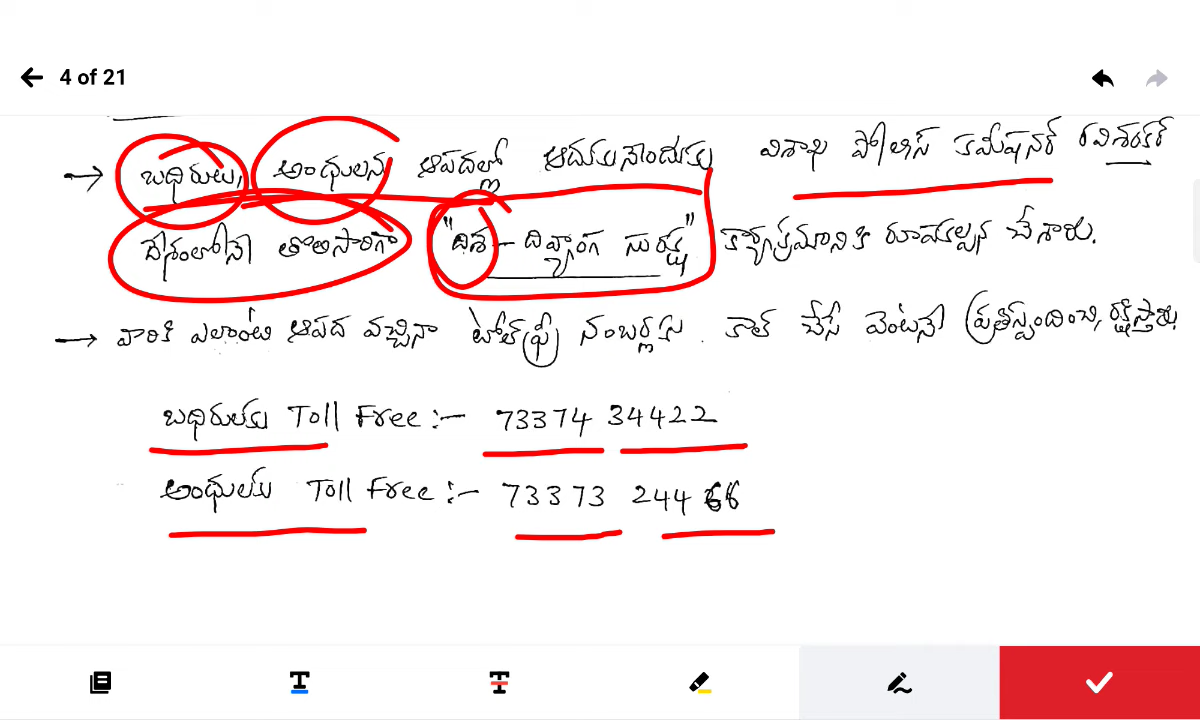 4 of 21
→ బధిరులు, అంధులను ఆపదల్లో ఆదుకునేందుకు విశాఖ పోలీస్ కమీషనర్ రవిశంకర్
దేశంలోనే తొలిసారిగా "దిశ - దివ్యాంగ సురక్ష" కార్యక్రమానికి రూపకల్పన చేశారు.
→ వారికి ఎలాంటి ఆపద వచ్చినా టోల్ ఫ్రీ నంబర్లకు కాల్ చేసే వెంటనే ప్రతిస్పందించి, రక్షిస్తారు.
బధిరులకు Toll Free :- 73374 34422
అంధులకు Toll Free :- 73373 24466